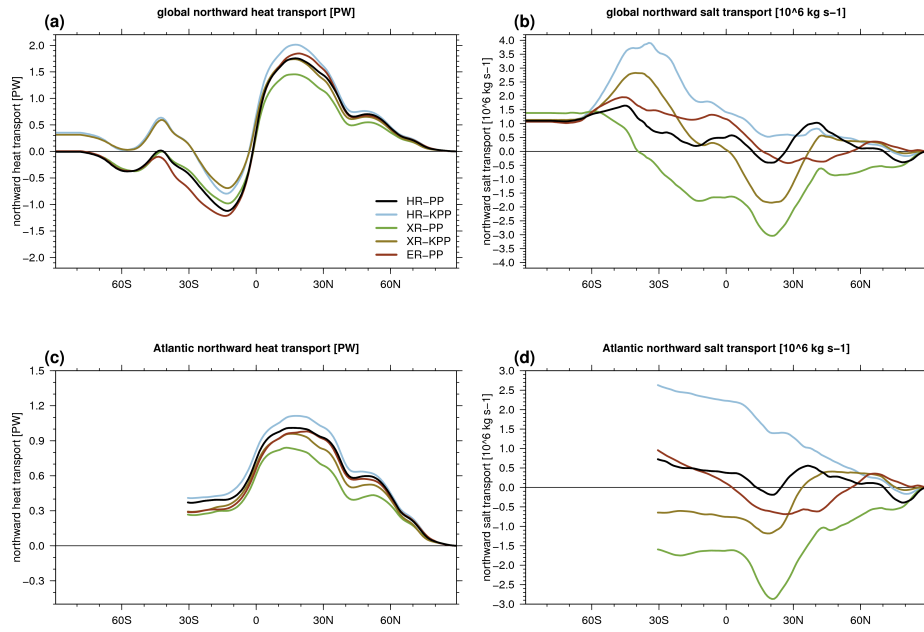 (a)
global northward heat transport [PW]
northward heat transport [PW]
2.0
1.5
1.0
0.5
0.0
−0.5
−1.0
−1.5
−2.0
60S
30S
0
30N
60N
HR−PP
HR−KPP
XR−PP
XR−KPP
ER−PP
(b)
global northward salt transport [10^6 kg s−1]
northward salt transport [10^6 kg s−1]
4.0
3.5
3.0
2.5
2.0
1.5
1.0
0.5
0.0
−0.5
−1.0
−1.5
−2.0
−2.5
−3.0
−3.5
−4.0
60S
30S
0
30N
60N
(c)
Atlantic northward heat transport [PW]
northward heat transport [PW]
1.5
1.2
0.9
0.6
0.3
0.0
−0.3
60S
30S
0
30N
60N
(d)
Atlantic northward salt transport [10^6 kg s−1]
northward salt transport [10^6 kg s−1]
3.0
2.5
2.0
1.5
1.0
0.5
0.0
−0.5
−1.0
−1.5
−2.0
−2.5
−3.0
60S
30S
0
30N
60N